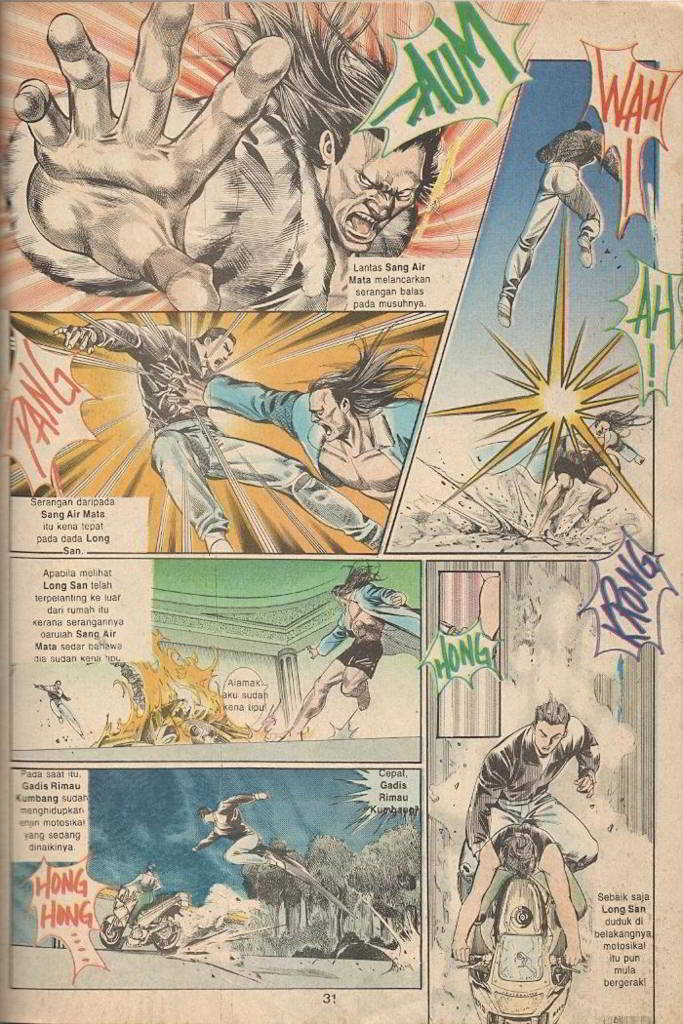 AUM
Lantas Sang Air
Mata melancarkan
serangan balas
pada musuhnya.
WAH
!
AH
!
PANG
Serangan daripada
Sang Air Mata
itu kena tepat
pada dada Long
San.
Apabila melihat
Long San telah
terpelanting ke luar
dari rumah itu
kerana serangannya
barulah Sang Air
Mata sedar bahawa
dia sudah kena tipu.
Alamak!
aku sudah
kena tipu!
Pada saat itu,
Gadis Rimau
Kumbang sudah
menghidupkan
enjin motosikal
yang sedang
dinaikinya.
Cepat,
Gadis
Rimau
Kumbang!
HONG
HONG
....
HONG
KRONG
Sebaik saja
Long San
duduk di
belakangnya
motosikal
itu pun
mula
bergerak!
31